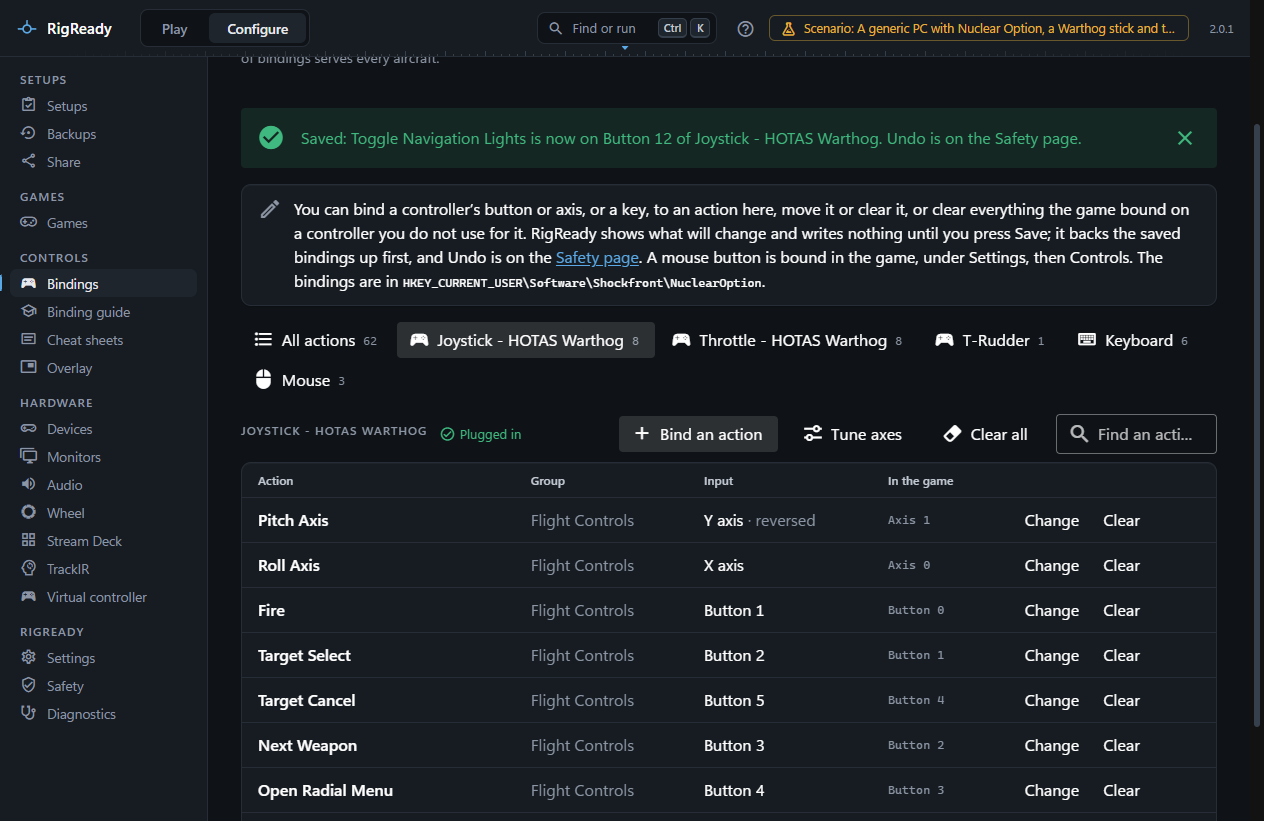 RigReady
Play
Configure
Find or run
Ctrl
K
Scenario: A generic PC with Nuclear Option, a Warthog stick and t...
2.0.1
SETUPS
Setups
Backups
Share
GAMES
Games
CONTROLS
Bindings
Binding guide
Cheat sheets
Overlay
HARDWARE
Devices
Monitors
Audio
Wheel
Stream Deck
TrackIR
Virtual controller
RIGREADY
Settings
Safety
Diagnostics
of bindings serves every aircraft.
Saved: Toggle Navigation Lights is now on Button 12 of Joystick - HOTAS Warthog. Undo is on the Safety page.
You can bind a controller’s button or axis, or a key, to an action here, move it or clear it, or clear everything the game bound on
a controller you do not use for it. RigReady shows what will change and writes nothing until you press Save; it backs the saved
bindings up first, and Undo is on the Safety page. A mouse button is bound in the game, under Settings, then Controls. The
bindings are in HKEY_CURRENT_USER\Software\Shockfront\NuclearOption.
All actions 62
Joystick - HOTAS Warthog 8
Throttle - HOTAS Warthog 8
T-Rudder 1
Keyboard 6
Mouse 3
JOYSTICK - HOTAS WARTHOG
Plugged in
Bind an action
Tune axes
Clear all
Find an acti...
Action Group Input In the game
Pitch Axis Flight Controls Y axis · reversed Axis 1 Change Clear
Roll Axis Flight Controls X axis Axis 0 Change Clear
Fire Flight Controls Button 1 Button 0 Change Clear
Target Select Flight Controls Button 2 Button 1 Change Clear
Target Cancel Flight Controls Button 5 Button 4 Change Clear
Next Weapon Flight Controls Button 3 Button 2 Change Clear
Open Radial Menu Flight Controls Button 4 Button 3 Change Clear